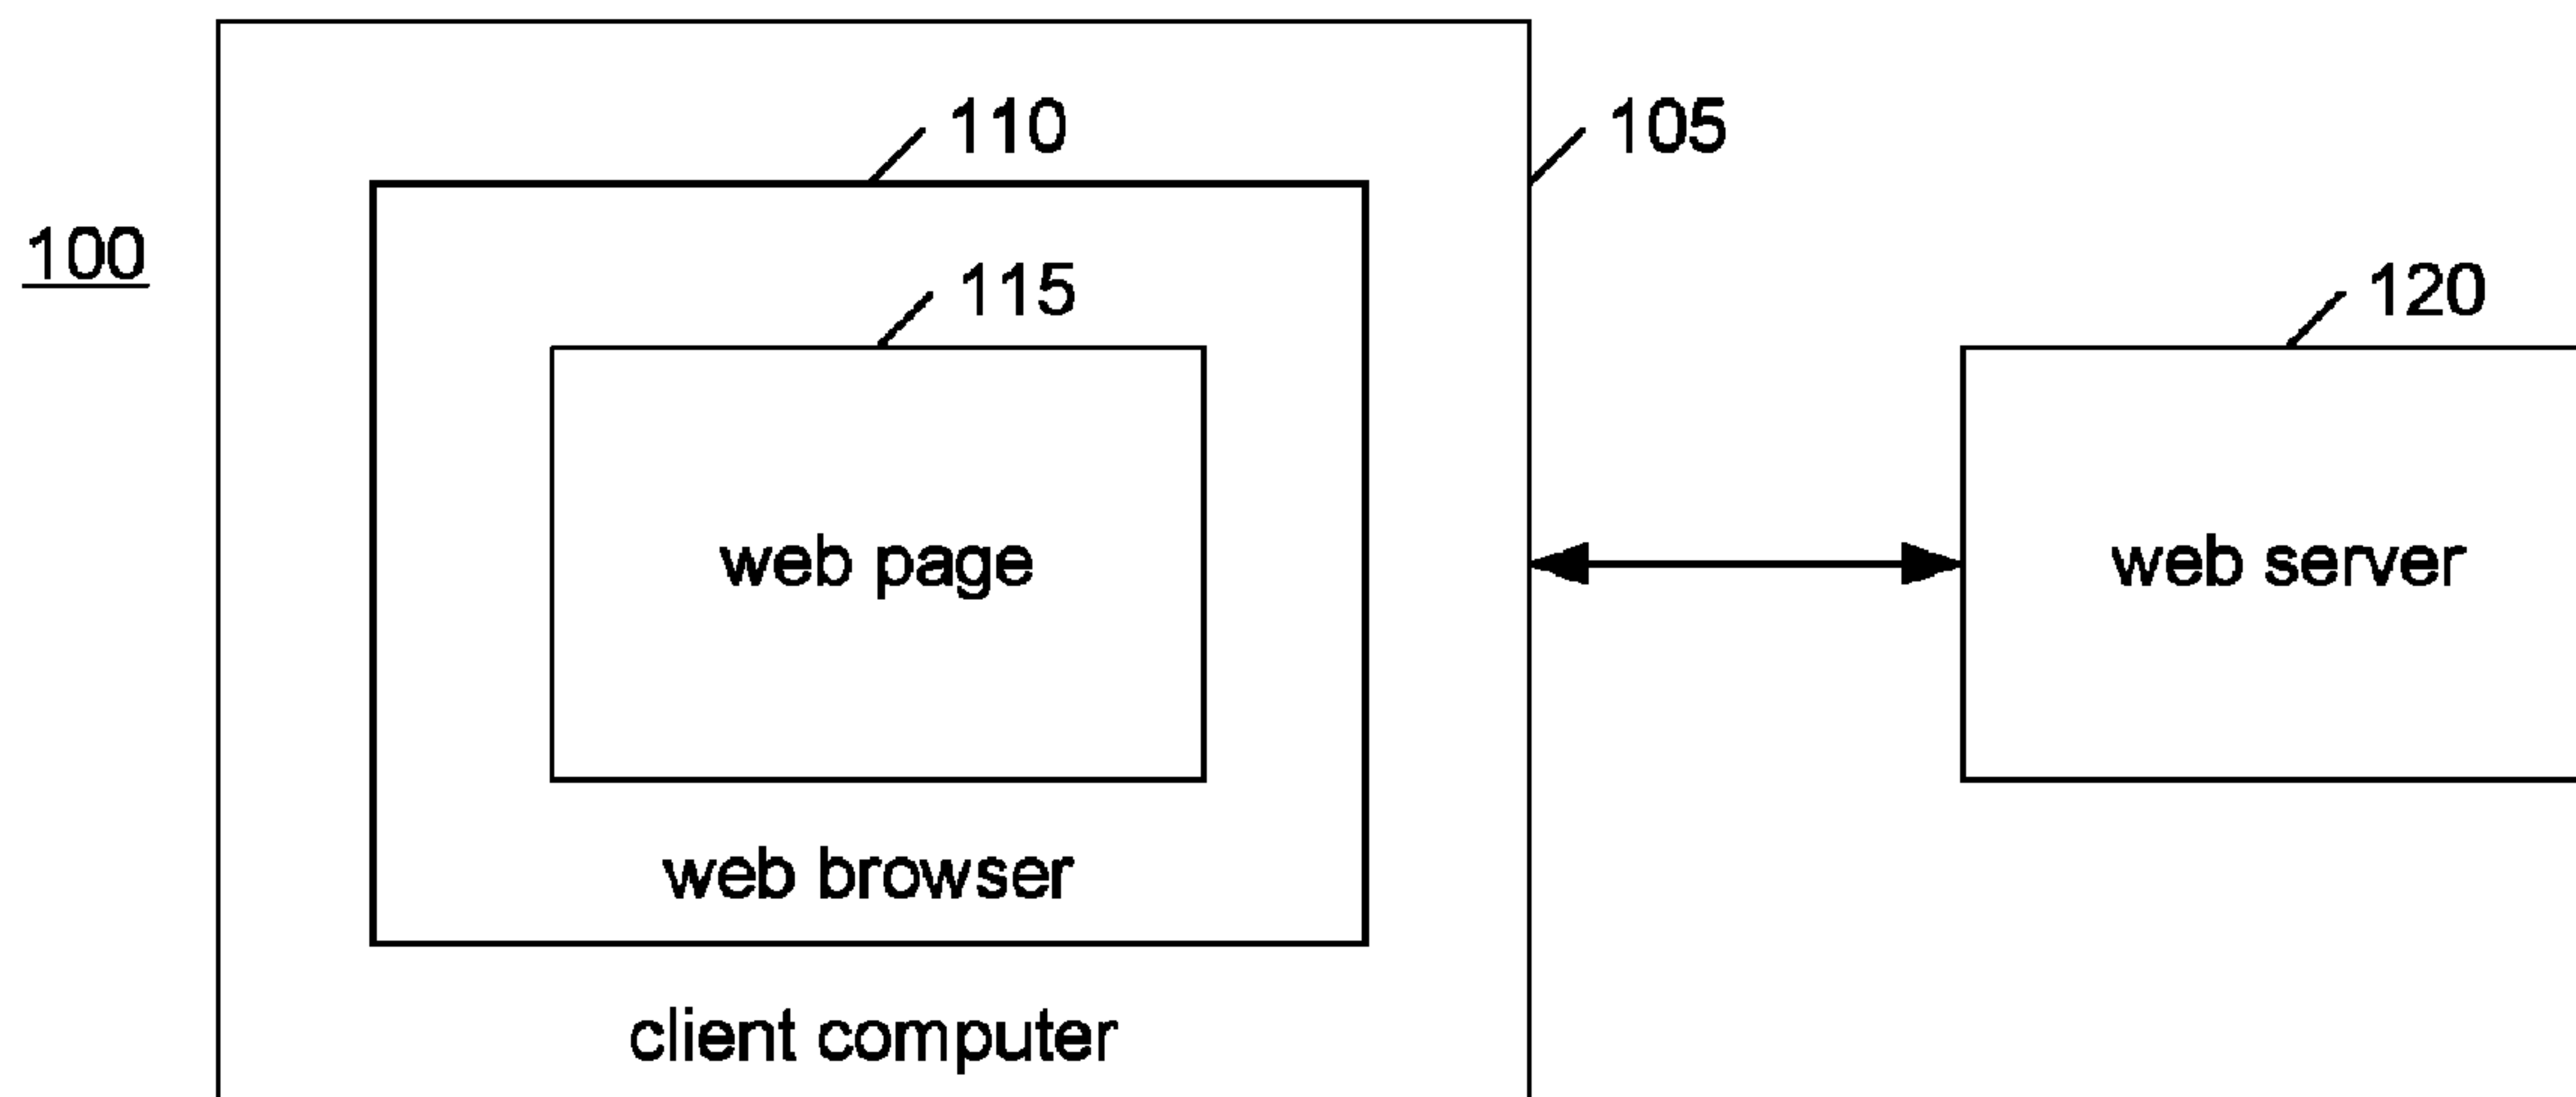 110
105
100
115
120
web page
web server
web browser
client computer